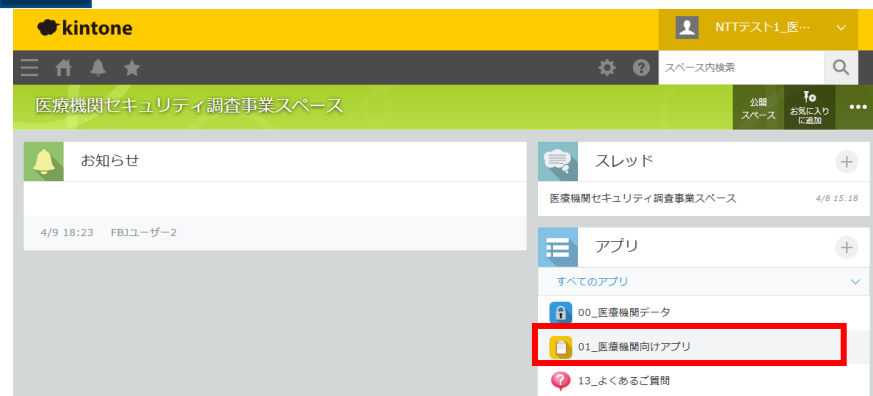 kintone
NTTテスト1_医…
スペース内検索
医療機関セキュリティ調査事業スペース
公開
スペース
お気に入り
に追加
お知らせ
4/9 18:23 FBJユーザー2
スレッド
医療機関セキュリティ調査事業スペース 4/8 15:18
アプリ
すべてのアプリ
00_医療機関データ
01_医療機関向けアプリ
13_よくあるご質問